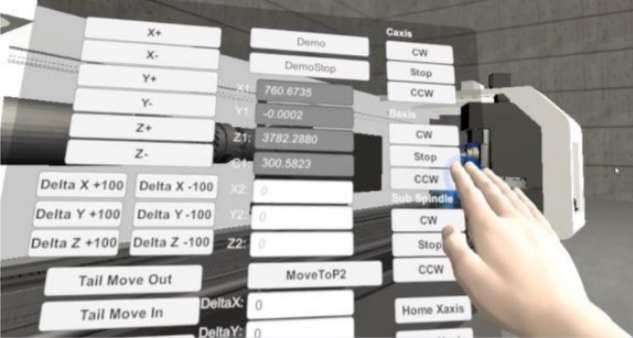 X+
X-
Y+
Y-
Z+
Z-
Delta X +100
Delta X -100
Delta Y +100
Delta Y -100
Delta Z +100
Delta Z -100
Tail Move Out
Tail Move In
Demo
DemoStop
X1: 760.6735
Y1: -0.0002
Z1: 3782.2880
C1: 300.5823
X2: 0
Y2: 0
Z2: 0
MoveToP2
DeltaX: 0
DeltaY: 0
Caxis
CW
Stop
CCW
Baxis
CW
Stop
CCW
Sub Spindle
CW
Stop
CCW
Home Xaxis